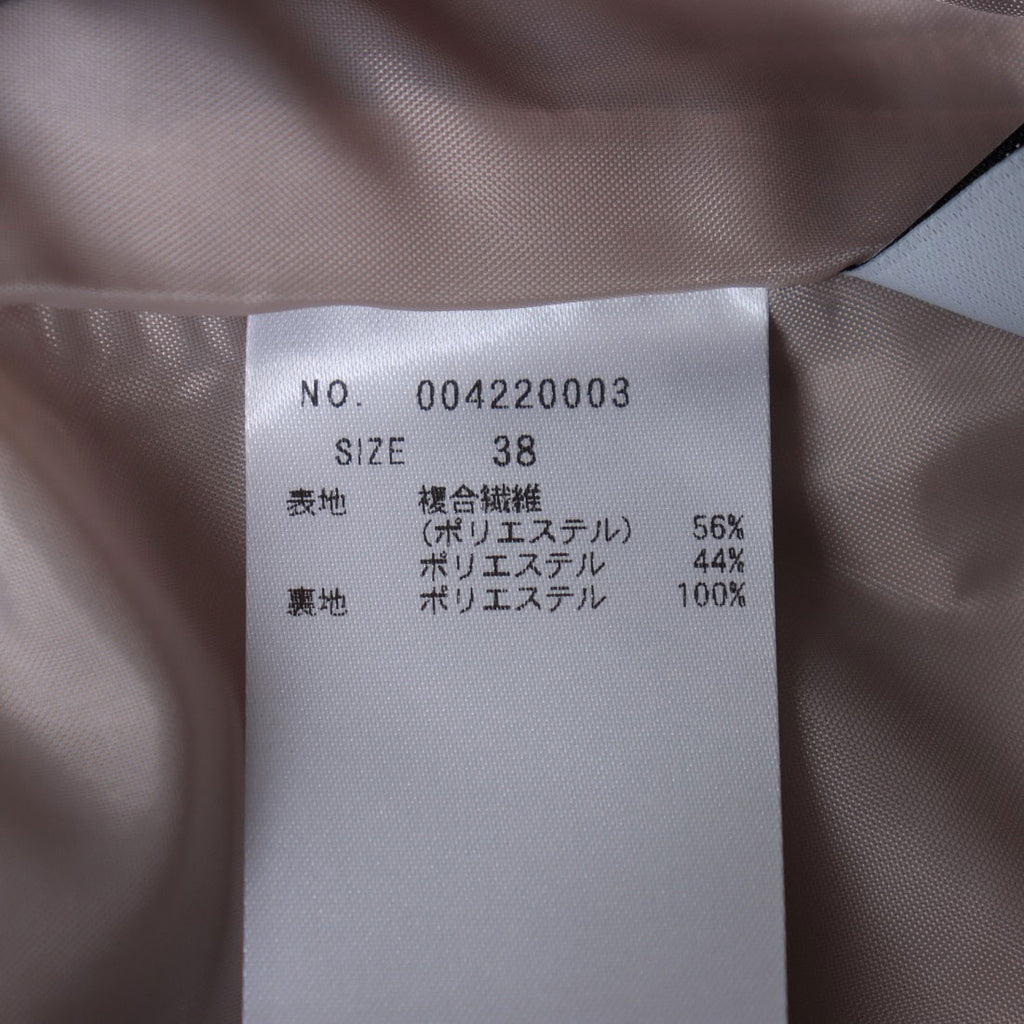 NO. 004220003
SIZE 38
表地 複合繊維
(ポリエステル) 56%
ポリエステル 44%
裏地 ポリエステル 100%